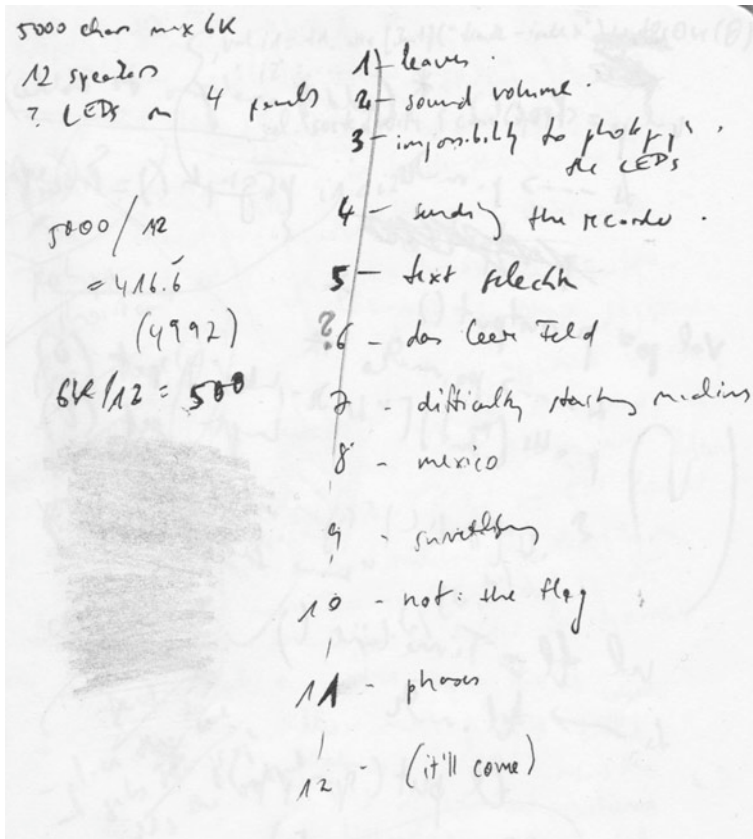 5000 char max 6K
12 speakers
? LEDs on 4 panels
5000 / 12
= 416.6
(4992)
6K/12 = 500
1 - leaves.
2 - sound volume.
3 - impossibility to photograph.
the LEDs
4 - sending the recorder.
5 - text selection
? 6 - das leere Feld
7 - difficulty starting medium
8 - mexico
9
10 - not: the flag
11 - phases
12 - (it'll come)